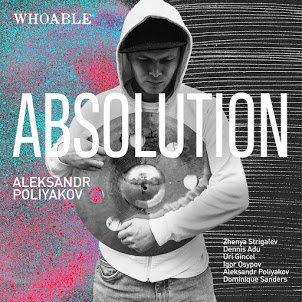 WHOABLE
ABSOLUTION
ALEKSANDR
POLIYAKOV
Zhenya Strigalev
Dennis Adu
Uri Gincel
Igor Osypov
Aleksandr Poliyakov
Dominique Sanders